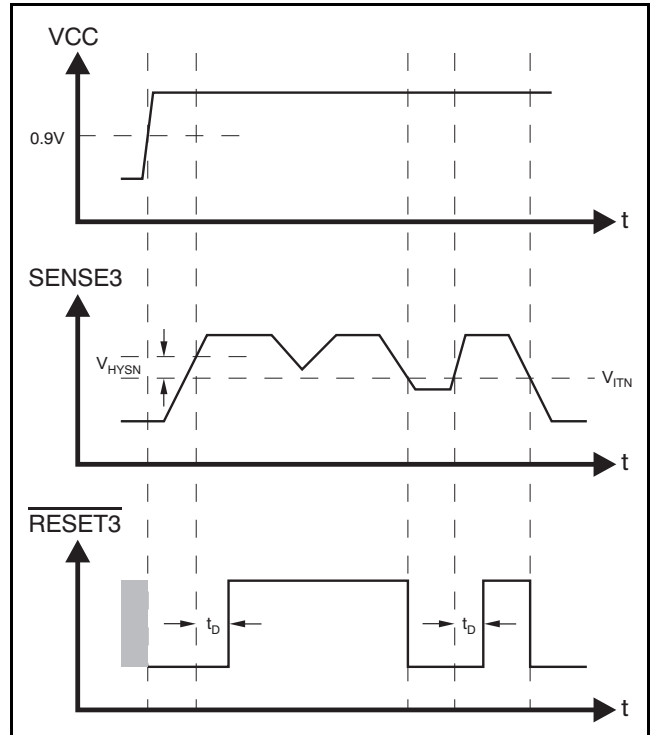 VCC
0.9V
t
SENSE3
VHYSN
VITN
t
RESET3
tD
tD
t